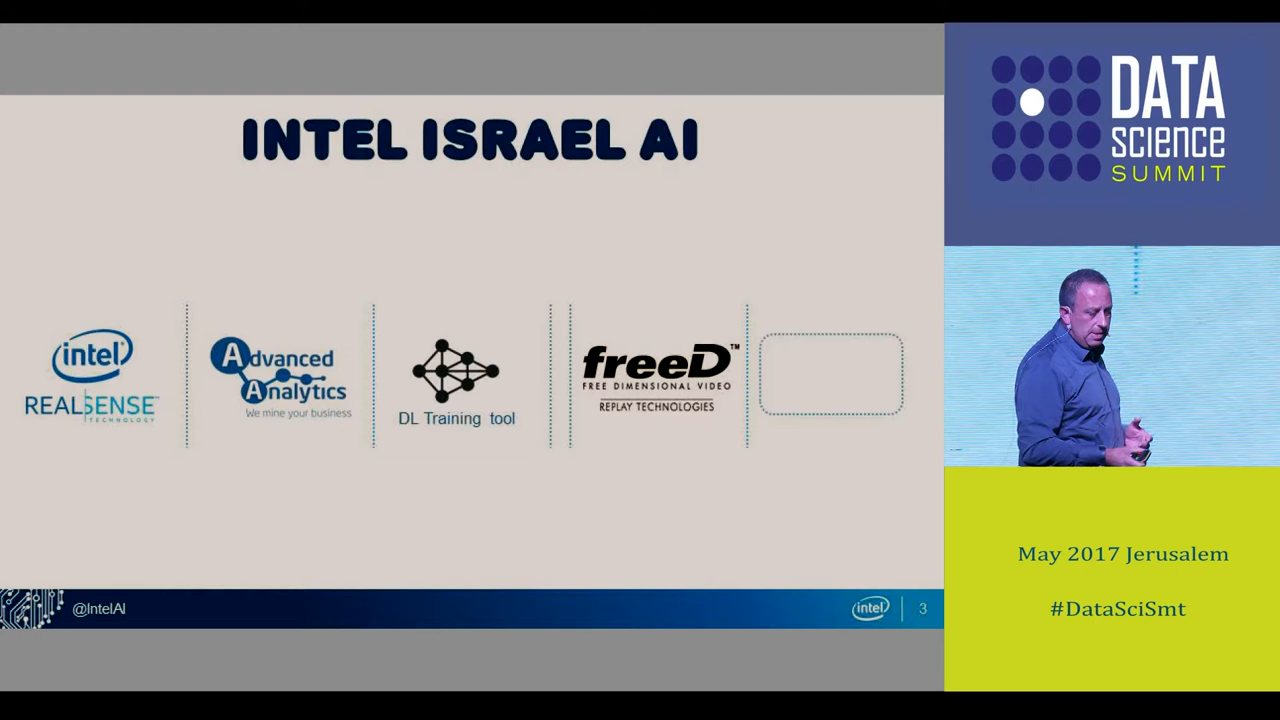 INTEL ISRAEL AI
intel®
REALSENSE™
TECHNOLOGY
Advanced
Analytics
We mine your business
DL Training tool
freeD™
FREE DIMENSIONAL VIDEO
REPLAY TECHNOLOGIES
@IntelAI
intel
3
DATA
science
SUMMIT
May 2017 Jerusalem
#DataSciSmt